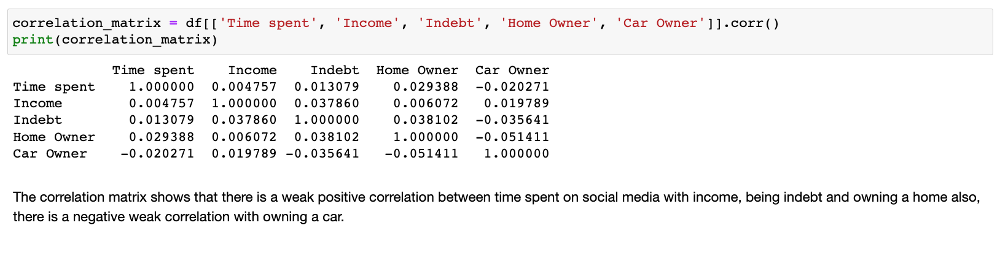 correlation_matrix = df[['Time spent', 'Income', 'Indebt', 'Home Owner', 'Car Owner']].corr()
print(correlation_matrix)
Time spent Income Indebt Home Owner Car Owner
Time spent 1.000000 0.004757 0.013079 0.029388 -0.020271
Income 0.004757 1.000000 0.037860 0.006072 0.019789
Indebt 0.013079 0.037860 1.000000 0.038102 -0.035641
Home Owner 0.029388 0.006072 0.038102 1.000000 -0.051411
Car Owner -0.020271 0.019789 -0.035641 -0.051411 1.000000
The correlation matrix shows that there is a weak positive correlation between time spent on social media with income, being indebt and owning a home also,
there is a negative weak correlation with owning a car.